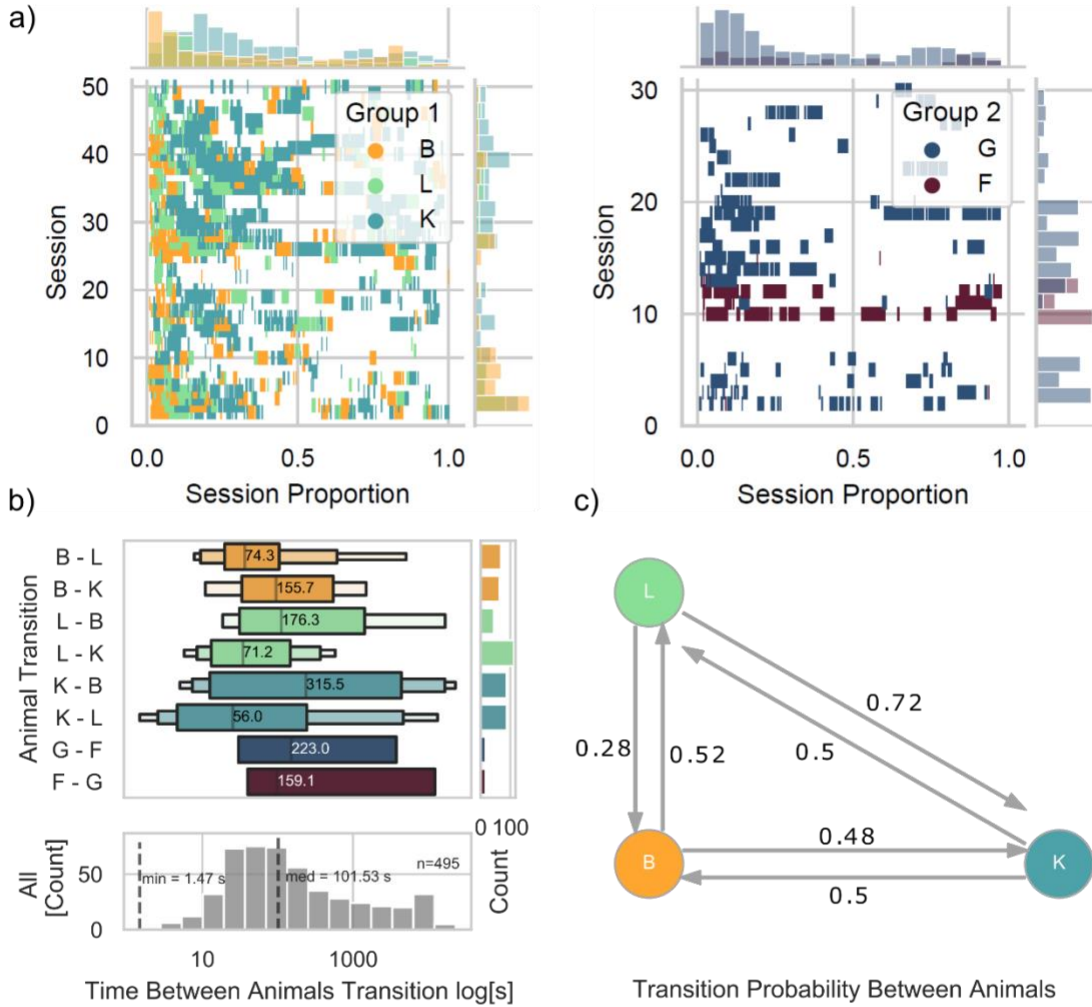 a)
50
40
30
20
10
0
Session
0.0 0.5 1.0
Session Proportion
Group 1
B
L
K
30
20
10
0
Session
0.0 0.5 1.0
Session Proportion
Group 2
G
F
b)
Animal Transition
B - L 74.3
B - K 155.7
L - B 176.3
L - K 71.2
K - B 315.5
K - L 56.0
G - F 223.0
F - G 159.1
0 100
Count
All
[Count]
50
0
min = 1.47 s
med = 101.53 s
n=495
10 1000
Time Between Animals Transition log[s]
c)
L
0.72
0.5
0.28
0.52
B
0.48
K
0.5
Transition Probability Between Animals